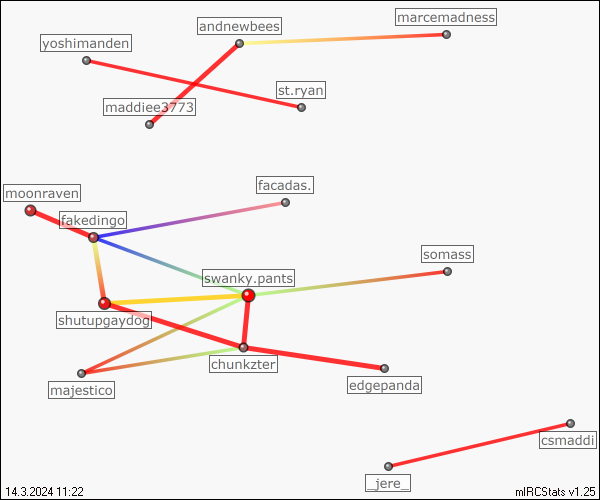 marcemadness
andnewbees
yoshimanden
st.ryan
maddiee3773
moonraven
facadas.
fakedingo
somass
swanky.pants
shutupgaydog
chunkzter
majestico
edgepanda
csmaddi
_jere_
14.3.2024 11:22
mIRCStats v1.25